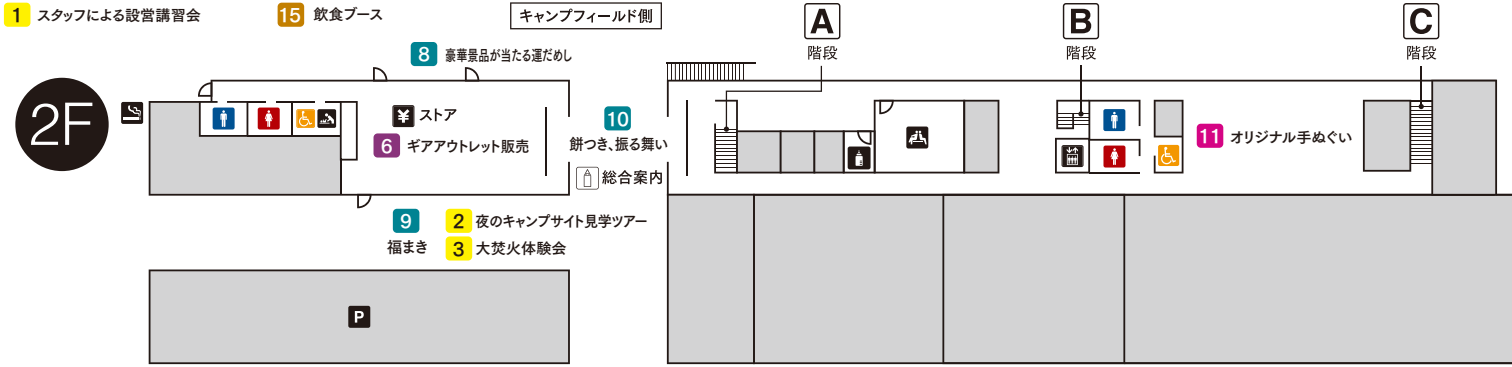 1 スタッフによる設営講習会
15 飲食ブース
キャンプフィールド側
A
階段
B
階段
C
階段
8 豪華景品が当たる運だめし
2F
¥ ストア
6 ギアアウトレット販売
10
餅つき、振る舞い
総合案内
11 オリジナル手ぬぐい
9
福まき
2 夜のキャンプサイト見学ツアー
3 大焚火体験会
P